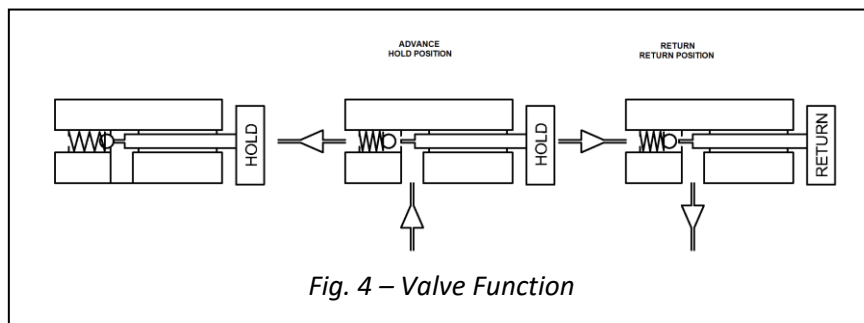 ADVANCE
HOLD POSITION
RETURN
RETURN POSITION
HOLD
HOLD
RETURN
Fig. 4 – Valve Function